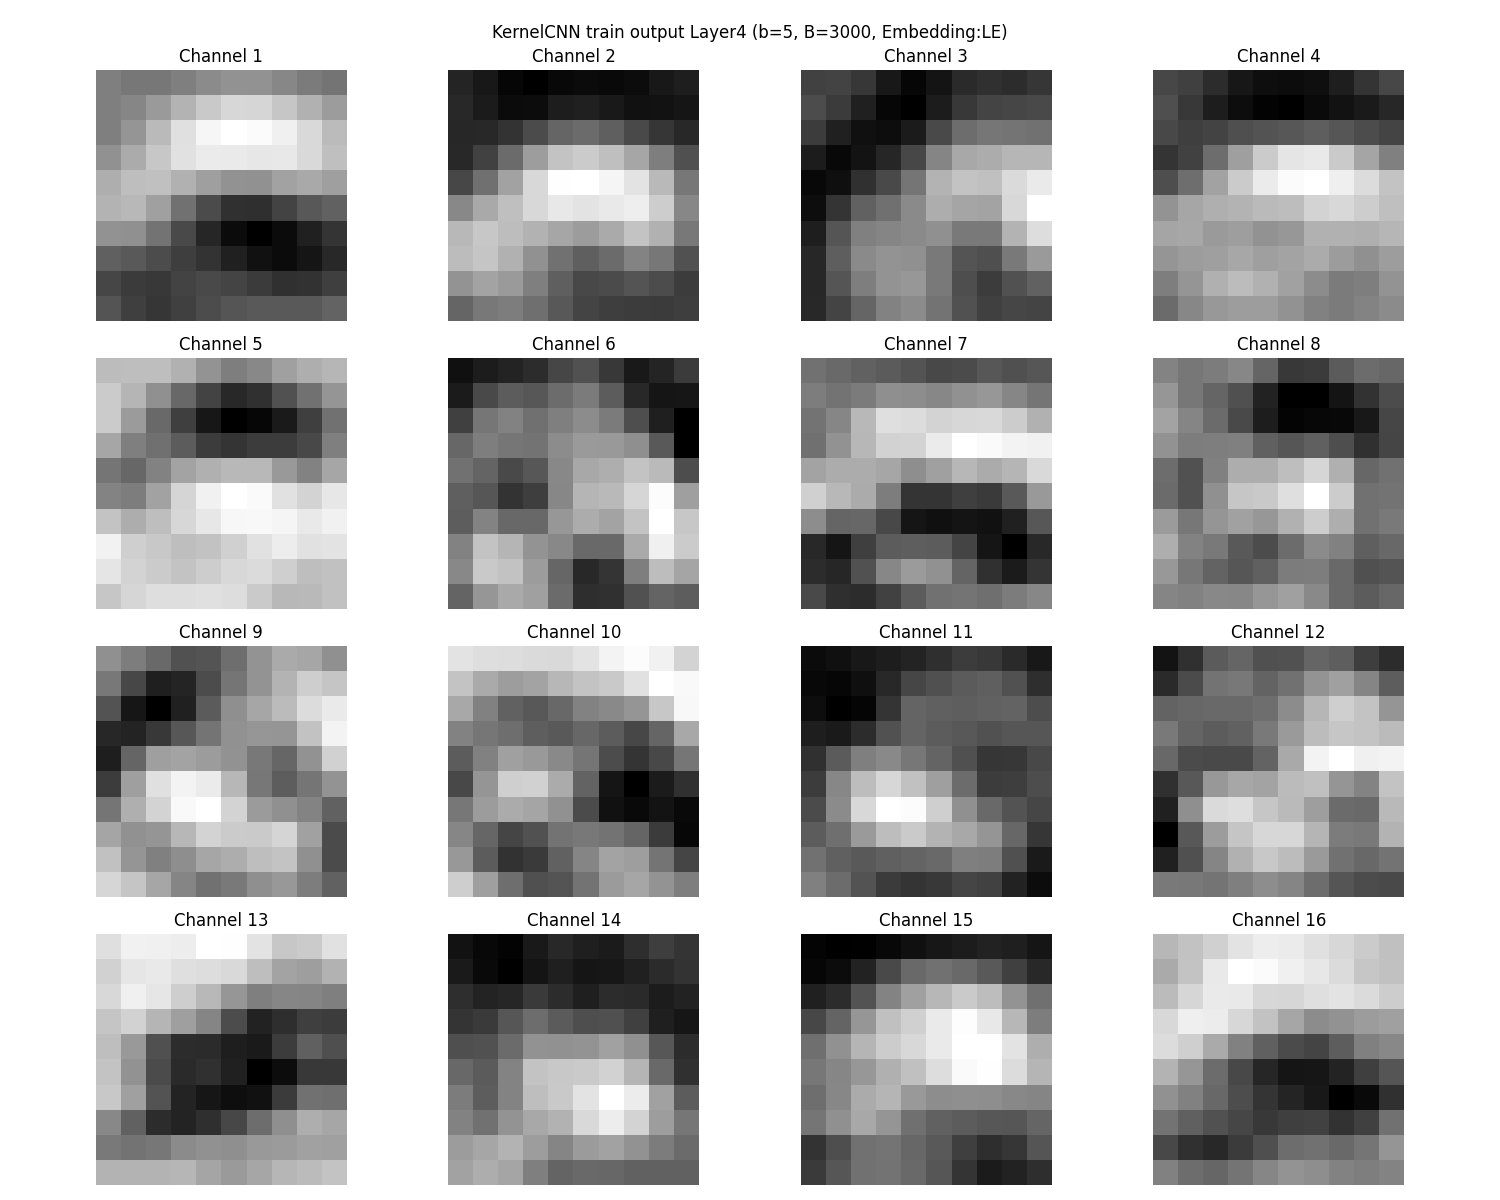 KernelCNN train output Layer4 (b=5, B=3000, Embedding:LE)
Channel 1
Channel 2
Channel 3
Channel 4
Channel 5
Channel 6
Channel 7
Channel 8
Channel 9
Channel 10
Channel 11
Channel 12
Channel 13
Channel 14
Channel 15
Channel 16